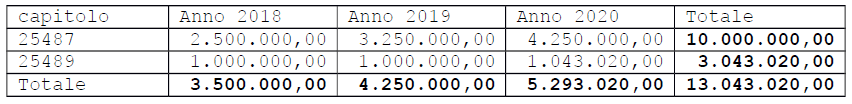 capitolo Anno 2018 Anno 2019 Anno 2020 Totale
25487 2.500.000,00 3.250.000,00 4.250.000,00 10.000.000,00
25489 1.000.000,00 1.000.000,00 1.043.020,00 3.043.020,00
Totale 3.500.000,00 4.250.000,00 5.293.020,00 13.043.020,00